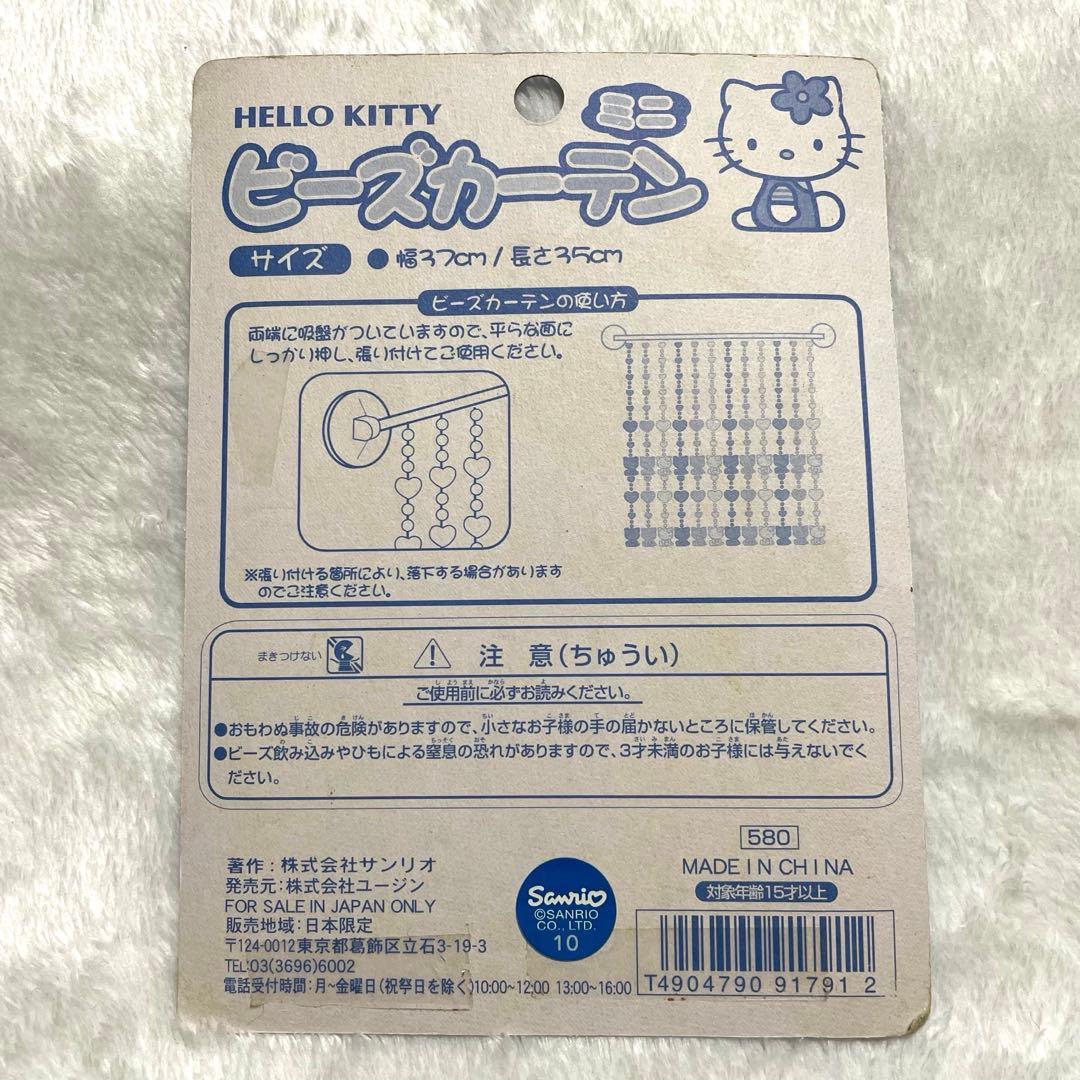 HELLO KITTY
ミニ
ビーズカーテン
サイズ ●幅37cm / 長さ35cm
ビーズカーテンの使い方
両端に吸盤がついていますので、平らな面に
しっかり押し、張り付けてご使用ください。
※張り付ける箇所により、落下する場合があります
のでご注意ください。
まきつけない ⚠ 注 意(ちゅうい)
ご使用前に必ずお読みください。
●おもわぬ事故の危険がありますので、小さなお子様の手の届かないところに保管してください。
●ビーズ飲み込みやひもによる窒息の恐れがありますので、3才未満のお子様には与えないでく
ださい。
580
MADE IN CHINA
対象年齢15才以上
著作:株式会社サンリオ
発売元:株式会社ユージン
FOR SALE IN JAPAN ONLY
販売地域:日本限定
〒124-0012東京都葛飾区立石3-19-3
TEL:03(3696)6002
電話受付時間:月~金曜日(祝祭日を除く)10:00~12:00 13:00~16:00
Sanrio
©SANRIO
CO., LTD.
10
T4904790 91791 2